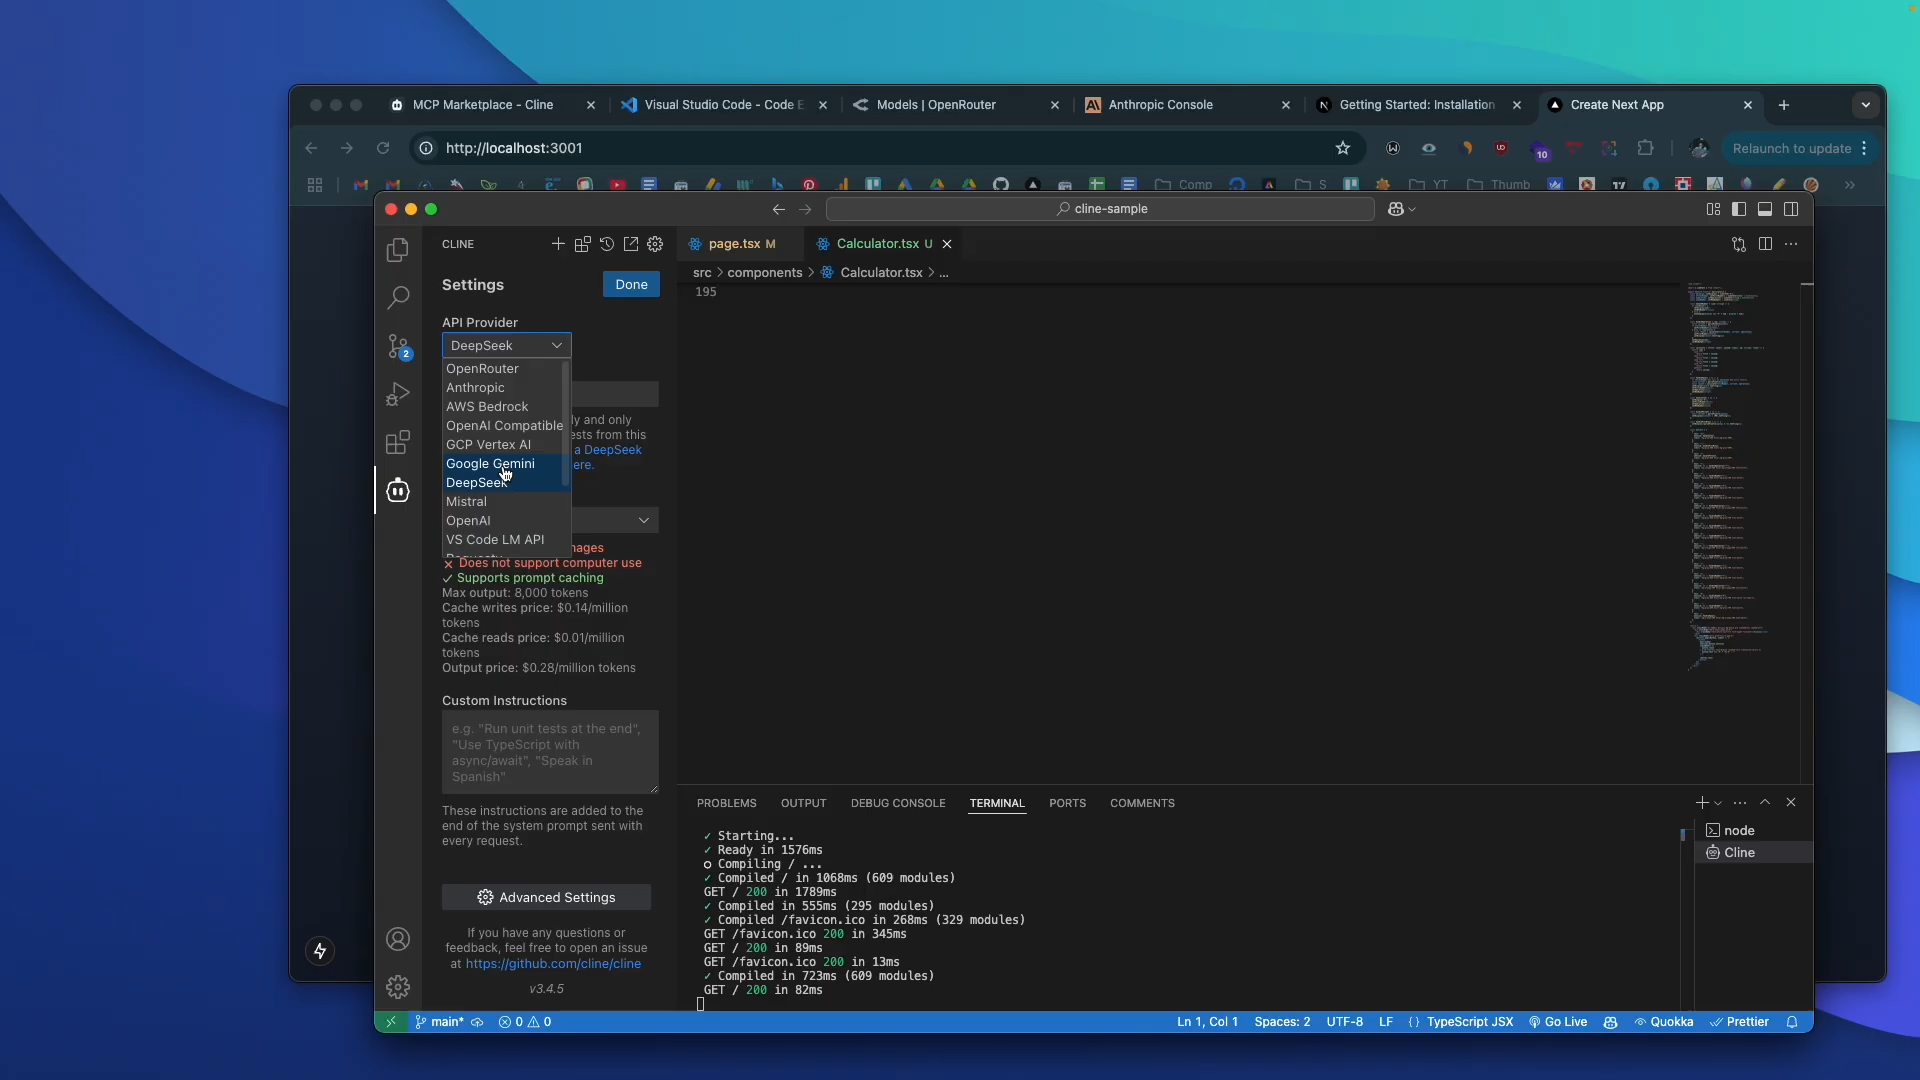 MCP Marketplace - Cline
Visual Studio Code - Code E
Models | OpenRouter
Anthropic Console
Getting Started: Installation
Create Next App
http://localhost:3001
10
Relaunch to update
Comp
S
YT
Thumb
cline-sample
CLINE
page.tsx M
Calculator.tsx U
src > components > Calculator.tsx > ...
195
Settings
Done
API Provider
DeepSeek
OpenRouter
Anthropic
AWS Bedrock
OpenAI Compatible
GCP Vertex AI
Google Gemini
DeepSeek
Mistral
OpenAI
VS Code LM API
Requesty
ly and only
ests from this
a DeepSeek
ere.
2
nages
Does not support computer use
Supports prompt caching
Max output: 8,000 tokens
Cache writes price: $0.14/million
tokens
Cache reads price: $0.01/million
tokens
Output price: $0.28/million tokens
Custom Instructions
e.g. "Run unit tests at the end",
"Use TypeScript with
async/await", "Speak in
Spanish"
These instructions are added to the
end of the system prompt sent with
every request.
Advanced Settings
If you have any questions or
feedback, feel free to open an issue
at https://github.com/cline/cline
v3.4.5
PROBLEMS
OUTPUT
DEBUG CONSOLE
TERMINAL
PORTS
COMMENTS
✓ Starting...
✓ Ready in 1576ms
○ Compiling / ...
✓ Compiled / in 1068ms (609 modules)
GET / 200 in 1789ms
✓ Compiled in 555ms (295 modules)
✓ Compiled /favicon.ico in 268ms (329 modules)
GET /favicon.ico 200 in 345ms
GET / 200 in 89ms
GET /favicon.ico 200 in 13ms
✓ Compiled in 723ms (609 modules)
GET / 200 in 82ms
node
Cline
main*
0 0
Ln 1, Col 1
Spaces: 2
UTF-8
LF
{ } TypeScript JSX
Go Live
Quokka
Prettier